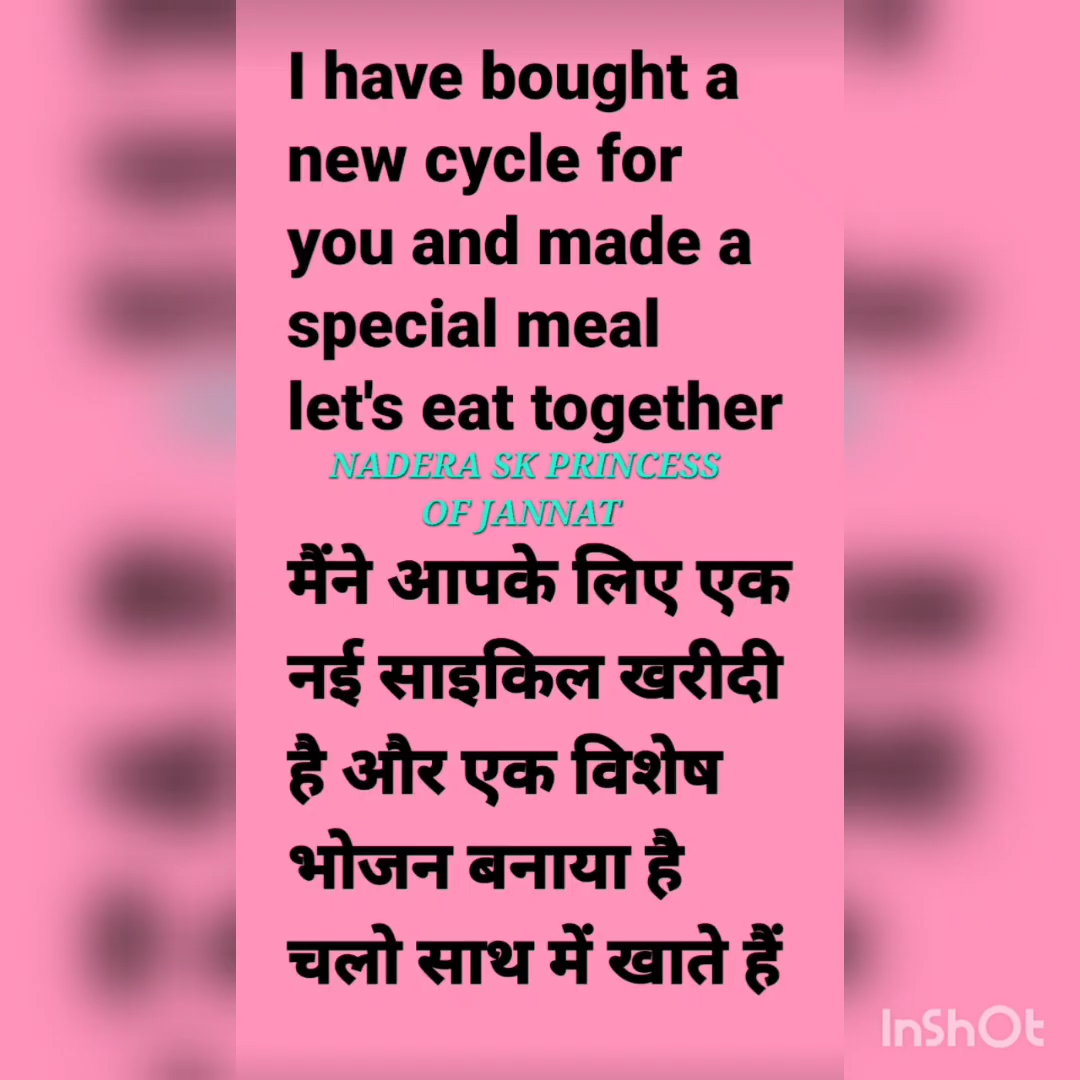 I have bought a
new cycle for
you and made a
special meal
let's eat together
NADERA SK PRINCESS
OF JANNAT
मैंने आपके लिए एक
नई साइकिल खरीदी
है और एक विशेष
भोजन बनाया है
चलो साथ में खाते हैं
InShOt